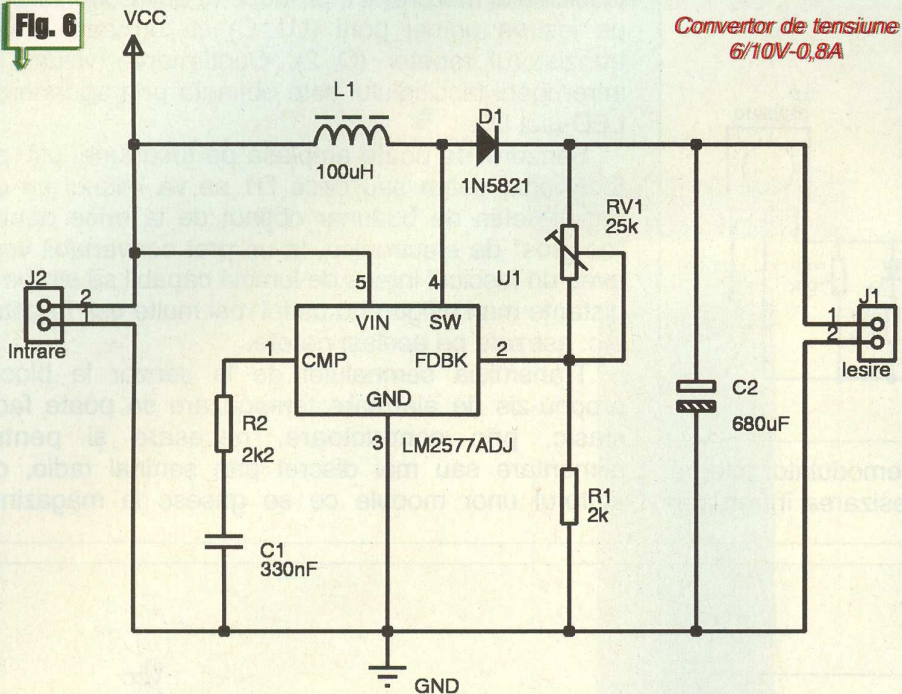 Fig. 6
VCC
Convertor de tensiune
6/10V-0,8A
L1
100uH
D1
1N5821
RV1
25k
J2
2
1
Intrare
5
4
U1
VIN
SW
1
CMP
FDBK
2
GND
LM2577ADJ
J1
1
2
Iesire
R2
2k2
C2
680uF
R1
2k
C1
330nF
GND